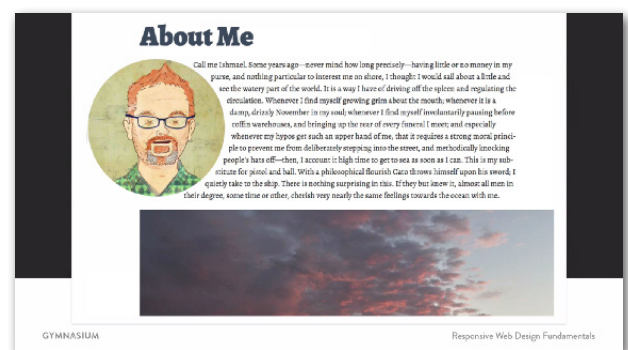 About Me
Call me Ishmael. Some years ago—never mind how long precisely—having little or no money in my
purse, and nothing particular to interest me on shore, I thought I would sail about a little and
see the watery part of the world. It is a way I have of driving off the spleen and regulating the
circulation. Whenever I find myself growing grim about the mouth; whenever it is a
damp, drizzly November in my soul; whenever I find myself involuntarily pausing before
coffin warehouses, and bringing up the rear of every funeral I meet; and especially
whenever my hypos get such an upper hand of me, that it requires a strong moral princi-
ple to prevent me from deliberately stepping into the street, and methodically knocking
people's hats off—then, I account it high time to get to sea as soon as I can. This is my sub-
stitute for pistol and ball. With a philosophical flourish Cato throws himself upon his sword; I
quietly take to the ship. There is nothing surprising in this. If they but knew it, almost all men in
their degree, some time or other, cherish very nearly the same feelings towards the ocean with me.
GYMNASIUM
Responsive Web Design Fundamentals